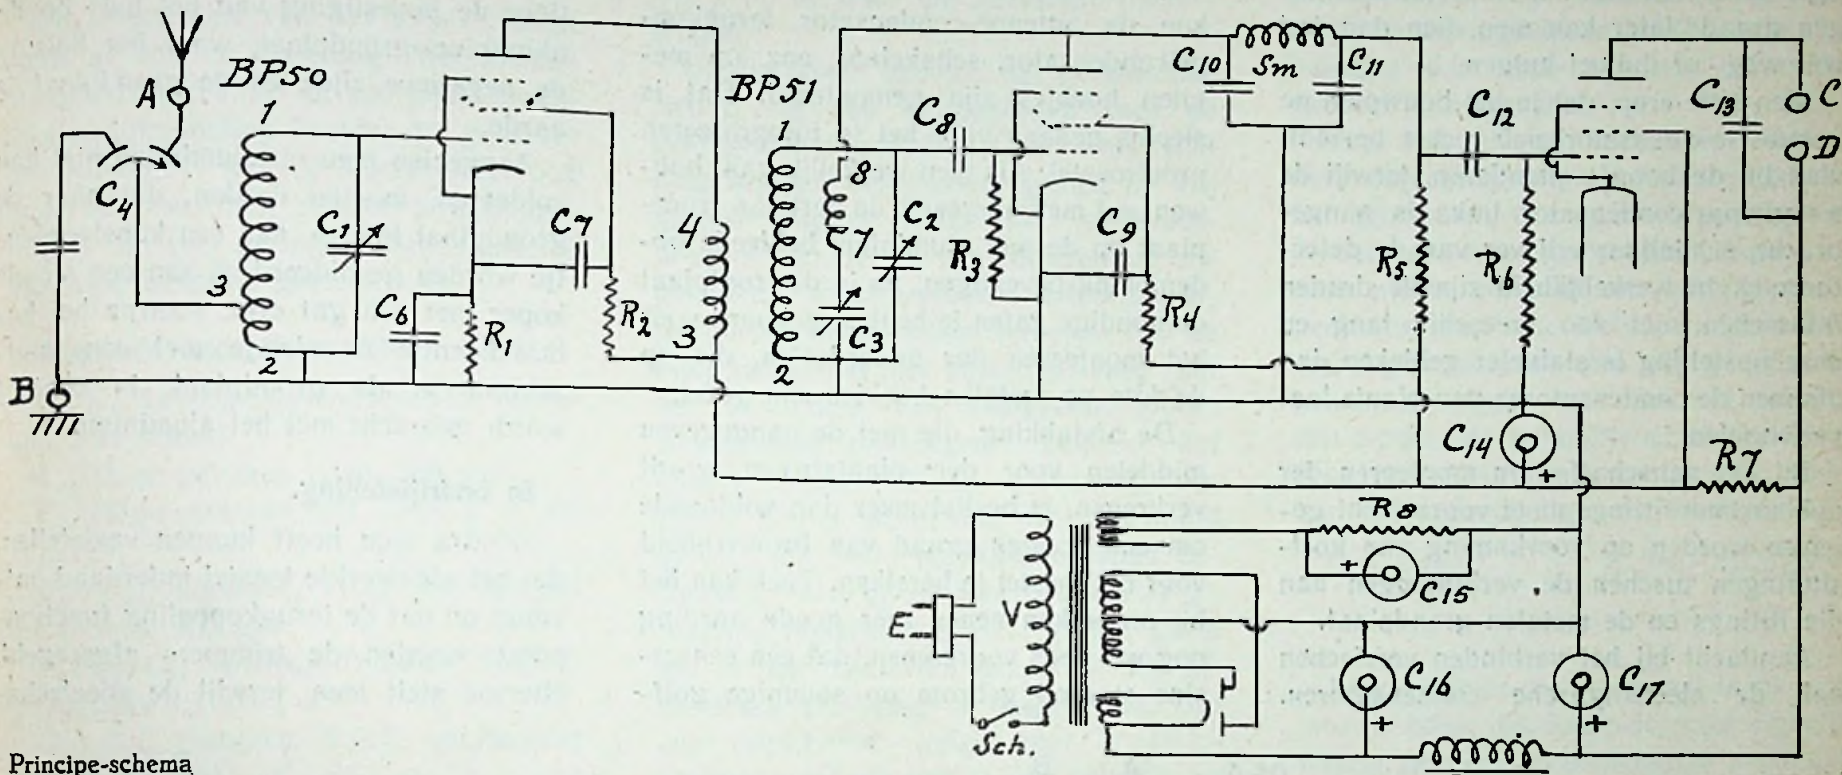 A
BP50
1
C4
C1
3
2
B
C6
R1
C7
R2
4
3
BP51
1
8
7
C2
C3
2
C8
R3
C9
R4
C10
Sm
C11
R5
C12
R6
C13
C
D
C14
+
R7
R8
+
C15
E
V
Sch.
C16
+
C17
+
Principe-schema